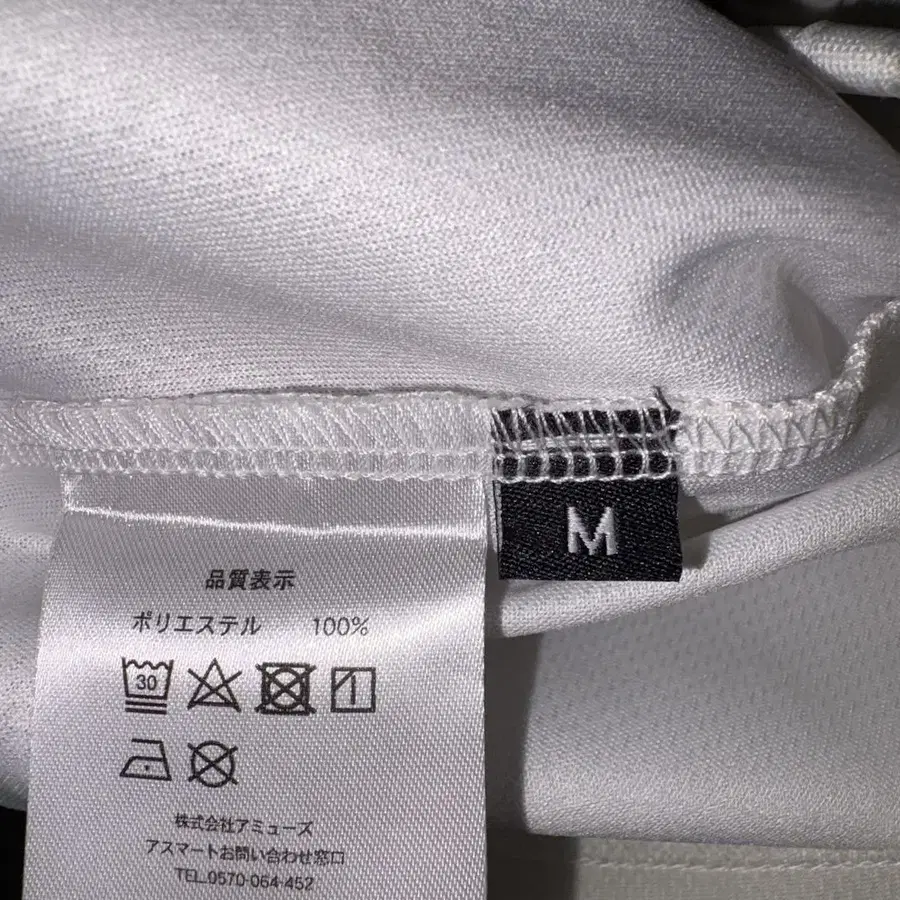 M
品質表示
ポリエステル 100%
30
株式会社アミューズ
アスマートお問い合わせ窓口
TEL.0570-064-452